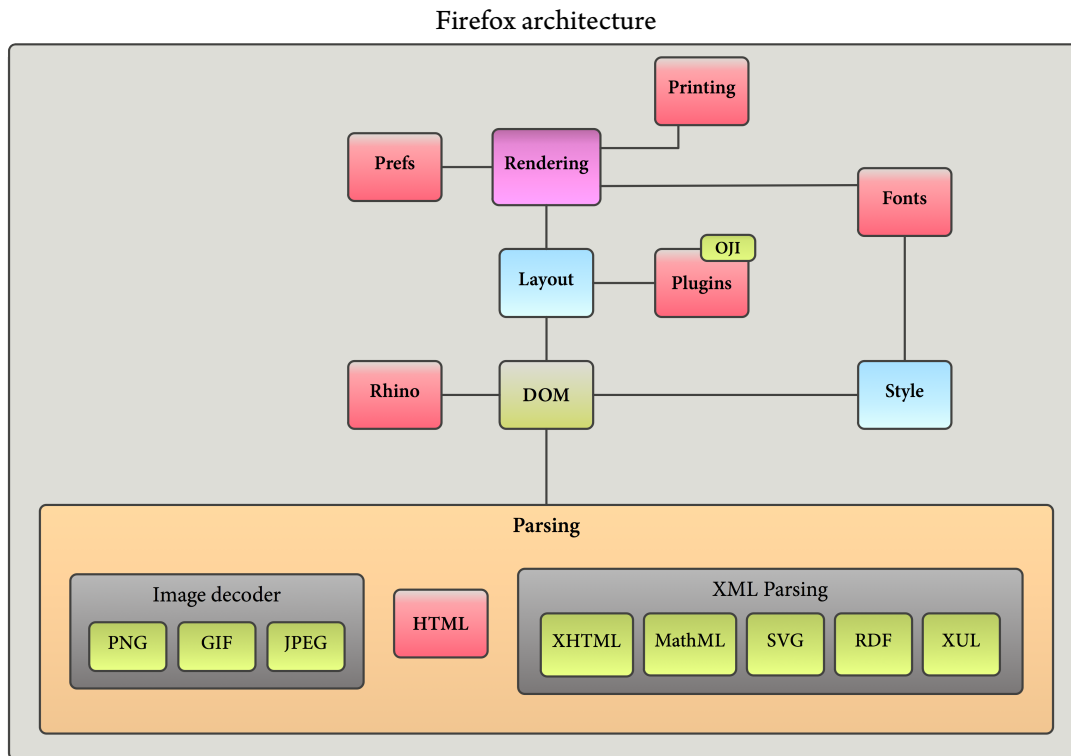 Firefox architecture
Printing
Prefs
Rendering
Fonts
OJI
Layout
Plugins
Rhino
DOM
Style
Parsing
Image decoder
XML Parsing
HTML
PNG
GIF
JPEG
XHTML
MathML
SVG
RDF
XUL